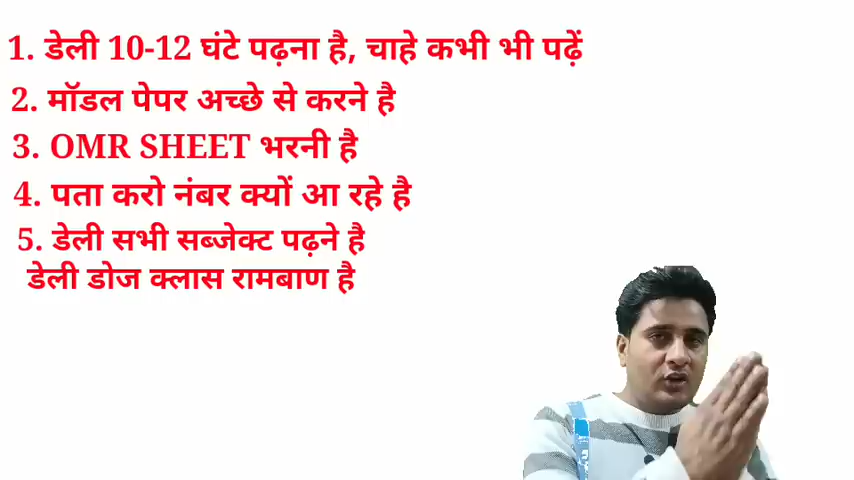 1. डेली 10-12 घंटे पढ़ना है, चाहे कभी भी पढ़ें
2. मॉडल पेपर अच्छे से करने है
3. OMR SHEET भरनी है
4. पता करो नंबर क्यों आ रहे है
5. डेली सभी सब्जेक्ट पढ़ने है
डेली डोज क्लास रामबाण है